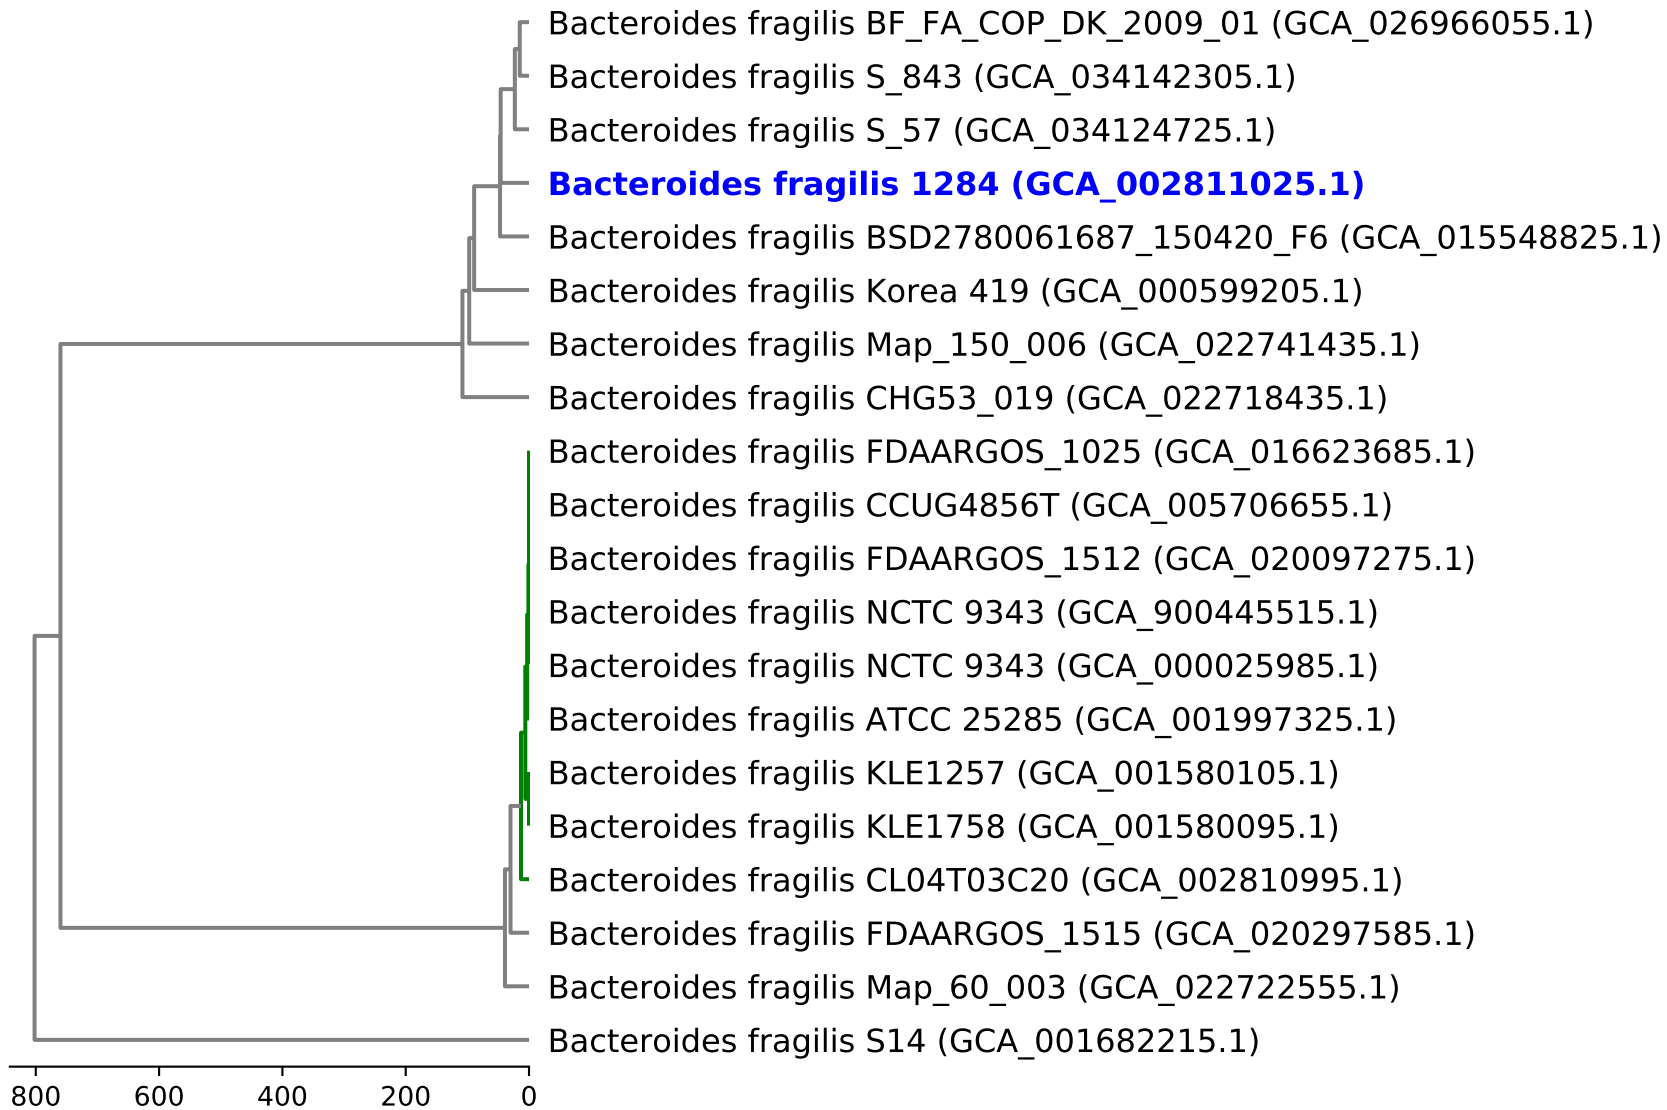 Bacteroides fragilis BF_FA_COP_DK_2009_01 (GCA_026966055.1)
Bacteroides fragilis S_843 (GCA_034142305.1)
Bacteroides fragilis S_57 (GCA_034124725.1)
Bacteroides fragilis 1284 (GCA_002811025.1)
Bacteroides fragilis BSD2780061687_150420_F6 (GCA_015548825.1)
Bacteroides fragilis Korea 419 (GCA_000599205.1)
Bacteroides fragilis Map_150_006 (GCA_022741435.1)
Bacteroides fragilis CHG53_019 (GCA_022718435.1)
Bacteroides fragilis FDAARGOS_1025 (GCA_016623685.1)
Bacteroides fragilis CCUG4856T (GCA_005706655.1)
Bacteroides fragilis FDAARGOS_1512 (GCA_020097275.1)
Bacteroides fragilis NCTC 9343 (GCA_900445515.1)
Bacteroides fragilis NCTC 9343 (GCA_000025985.1)
Bacteroides fragilis ATCC 25285 (GCA_001997325.1)
Bacteroides fragilis KLE1257 (GCA_001580105.1)
Bacteroides fragilis KLE1758 (GCA_001580095.1)
Bacteroides fragilis CL04T03C20 (GCA_002810995.1)
Bacteroides fragilis FDAARGOS_1515 (GCA_020297585.1)
Bacteroides fragilis Map_60_003 (GCA_022722555.1)
Bacteroides fragilis S14 (GCA_001682215.1)
800 600 400 200 0